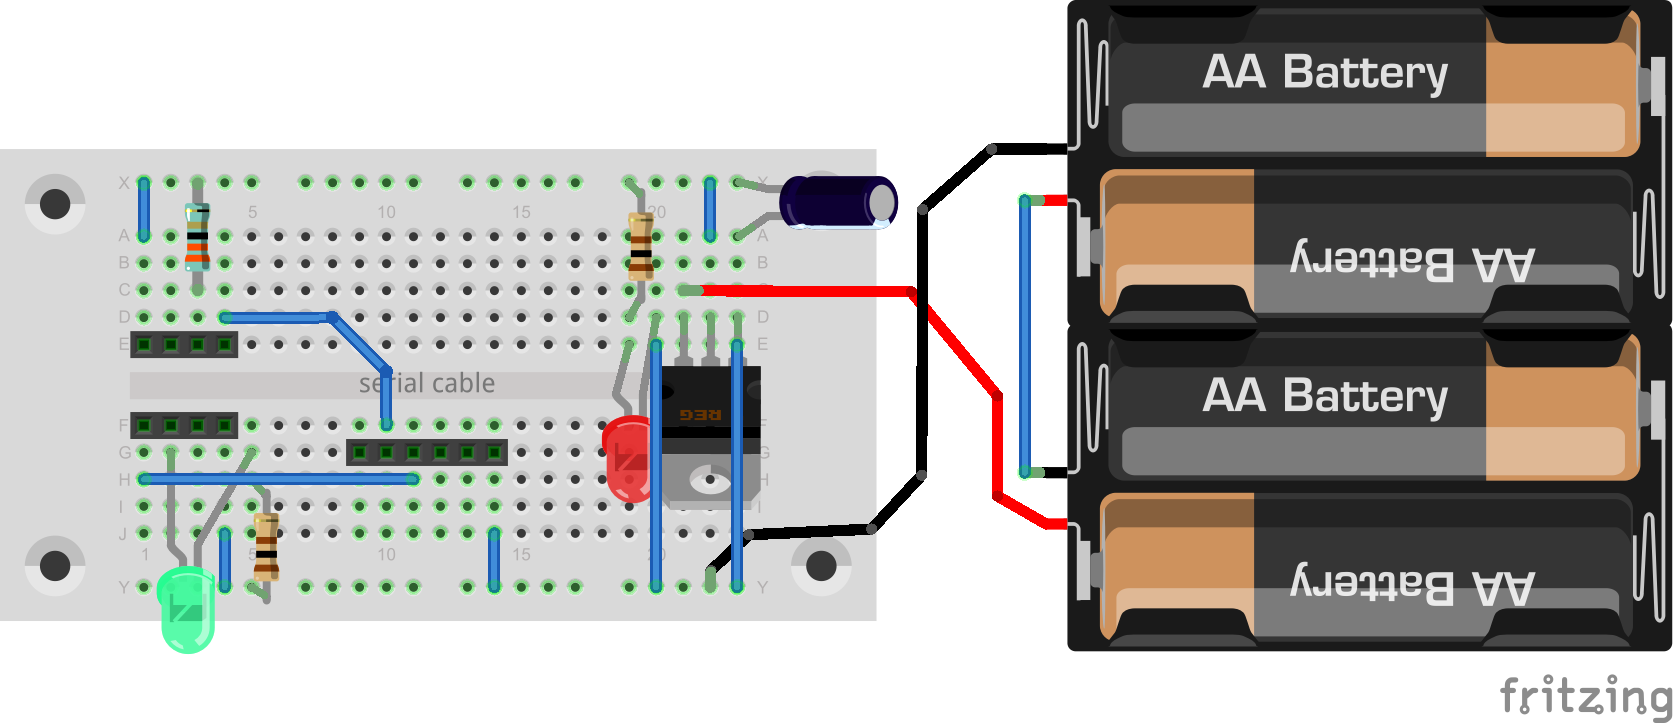 AA Battery
X X
5 10 15 20
A A
B B
C
D D
E E
AA Battery
serial cable
REG
AA Battery
F F
G G
H H
I I
J
1 5 10 15 20
Y Y
AA Battery
fritzing